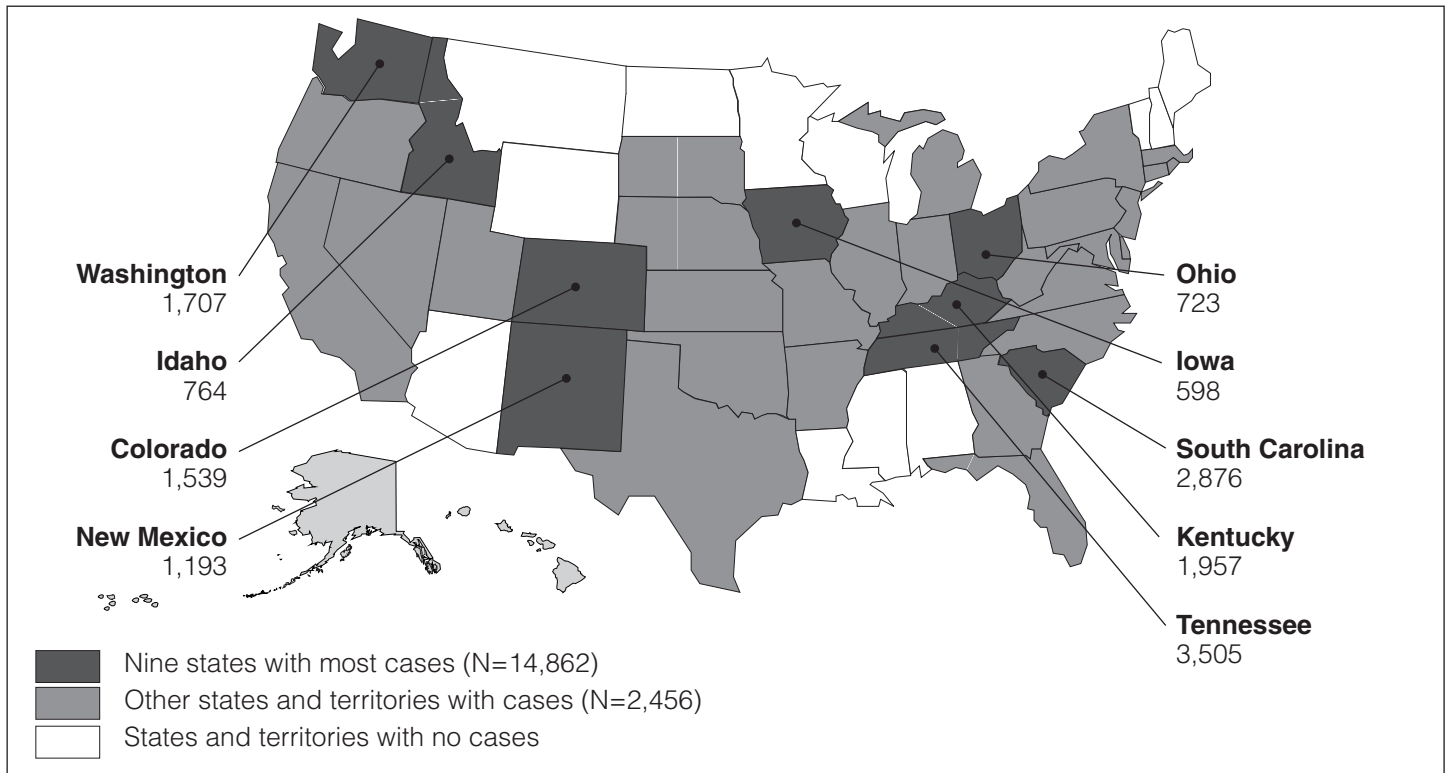 Washington
1,707
Idaho
764
Colorado
1,539
New Mexico
1,193
Ohio
723
Iowa
598
South Carolina
2,876
Kentucky
1,957
Tennessee
3,505
Nine states with most cases (N=14,862)
Other states and territories with cases (N=2,456)
States and territories with no cases